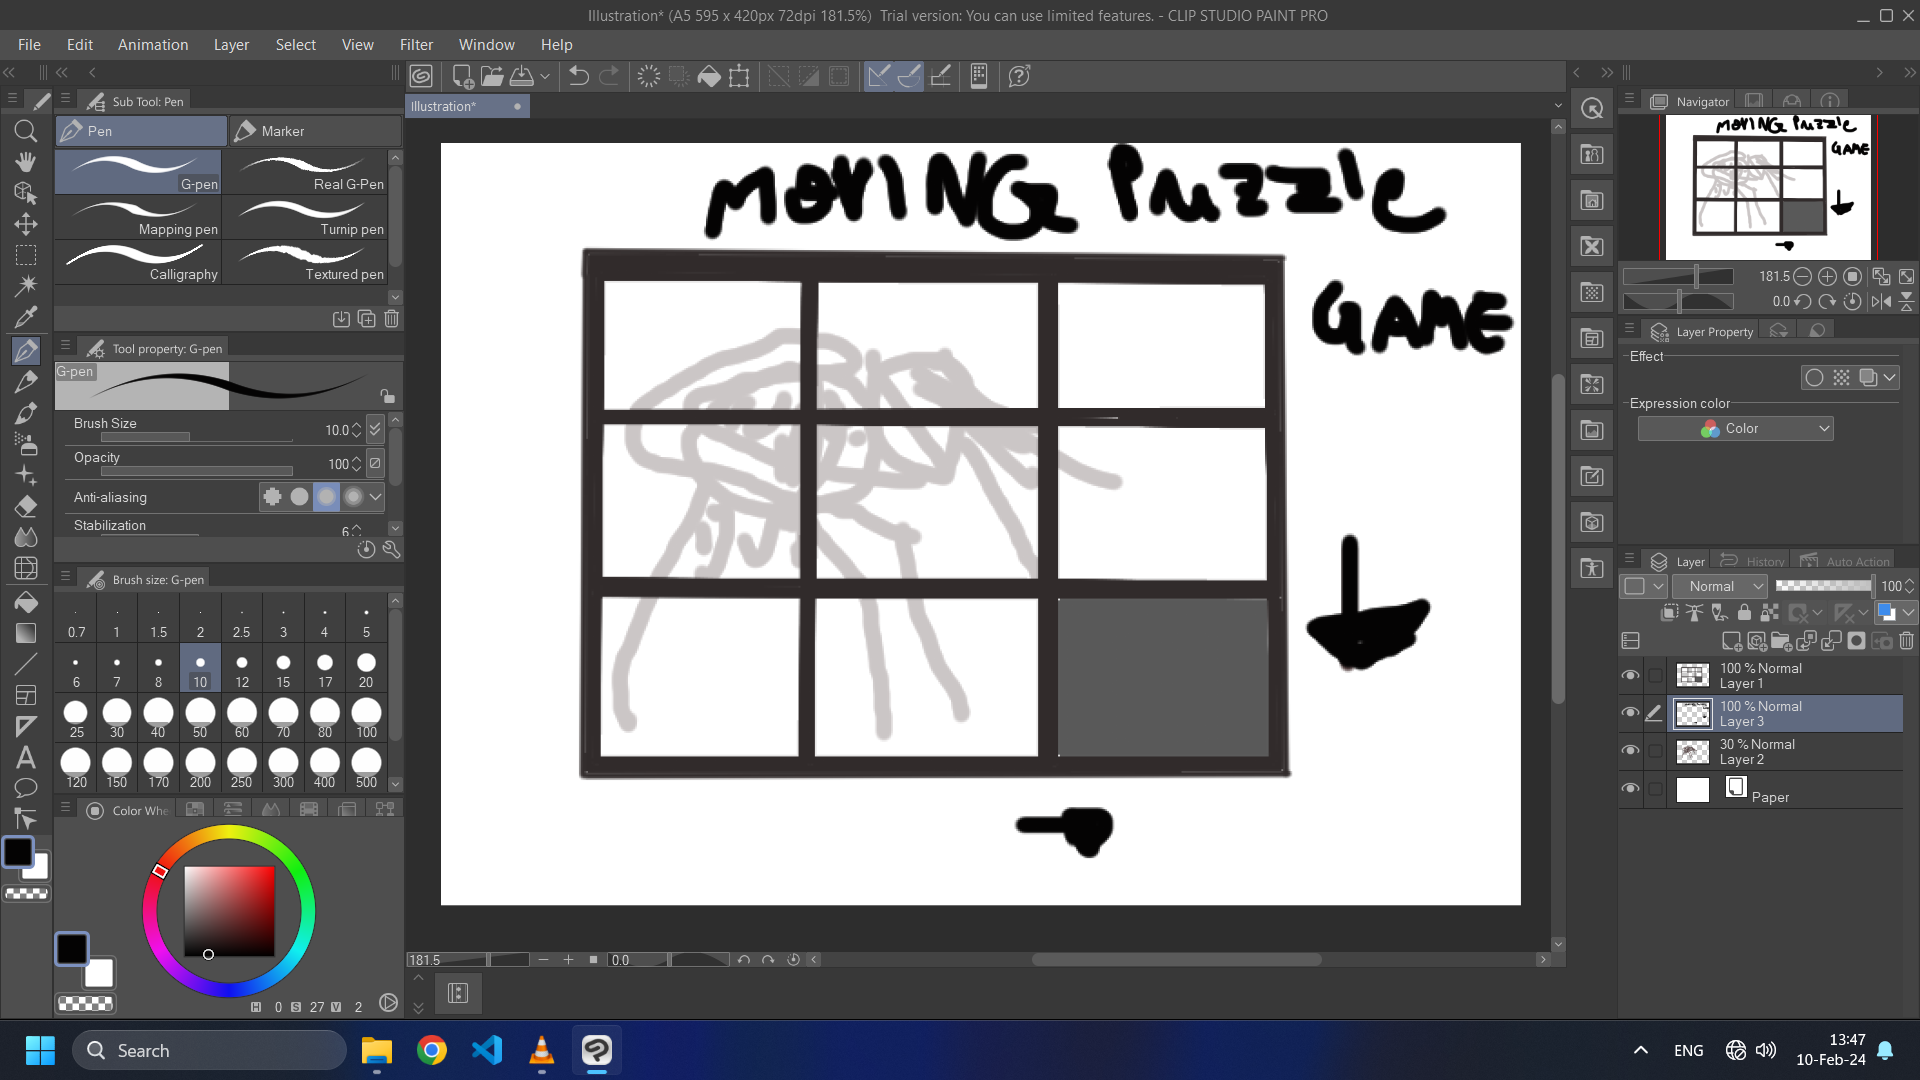 Illustration* (A5 595 x 420px 72dpi 181.5%) Trial version: You can use limited features. - CLIP STUDIO PAINT PRO
File Edit Animation Layer Select View Filter Window Help
Sub Tool: Pen
Pen Marker
G-pen Real G-Pen
Mapping pen Turnip pen
Calligraphy Textured pen
Tool property: G-pen
G-pen
Brush Size 10.0
Opacity 100
Anti-aliasing
Stabilization 6
Brush size: G-pen
0.7 1 1.5 2 2.5 3 4 5
6 7 8 10 12 15 17 20
25 30 40 50 60 70 80 100
120 150 170 200 250 300 400 500
Color Whe
H 0 S 27 V 2
Illustration*
MOVING PuzzlE
GAME
181.5 0.0
Navigator
MOVING PuzzlE
GAME
181.5
0.0
Layer Property
Effect
Expression color
Color
Layer History Auto Action
Normal 100
100 % Normal
Layer 1
100 % Normal
Layer 3
30 % Normal
Layer 2
Paper
Search
ENG
13:47
10-Feb-24